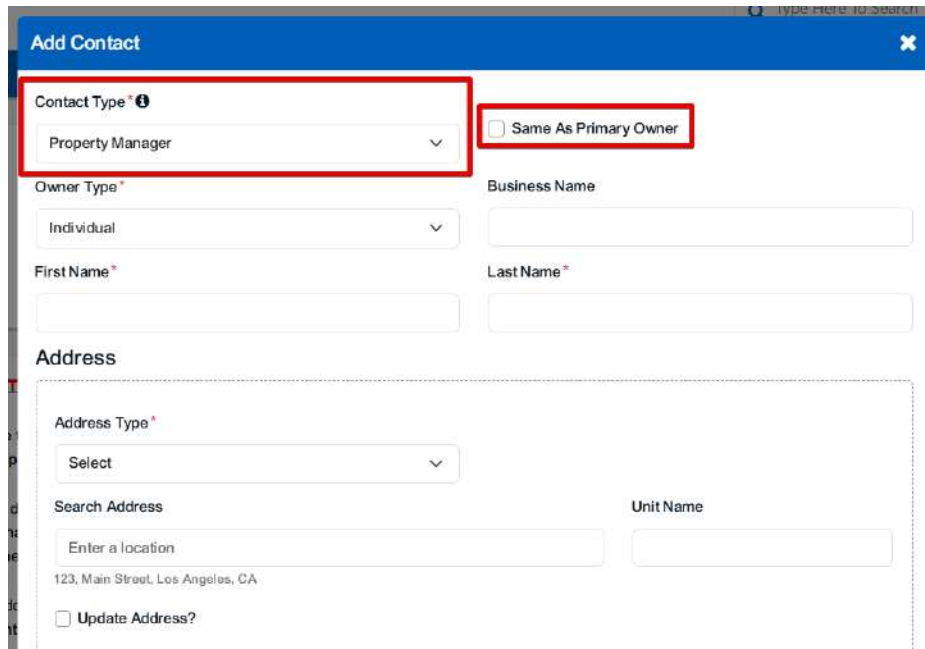 Type Here To Search
Add Contact
Contact Type*
Property Manager
Same As Primary Owner
Owner Type*
Business Name
Individual
First Name*
Last Name*
Address
Address Type*
Select
Search Address
Unit Name
Enter a location
123, Main Street, Los Angeles, CA
Update Address?